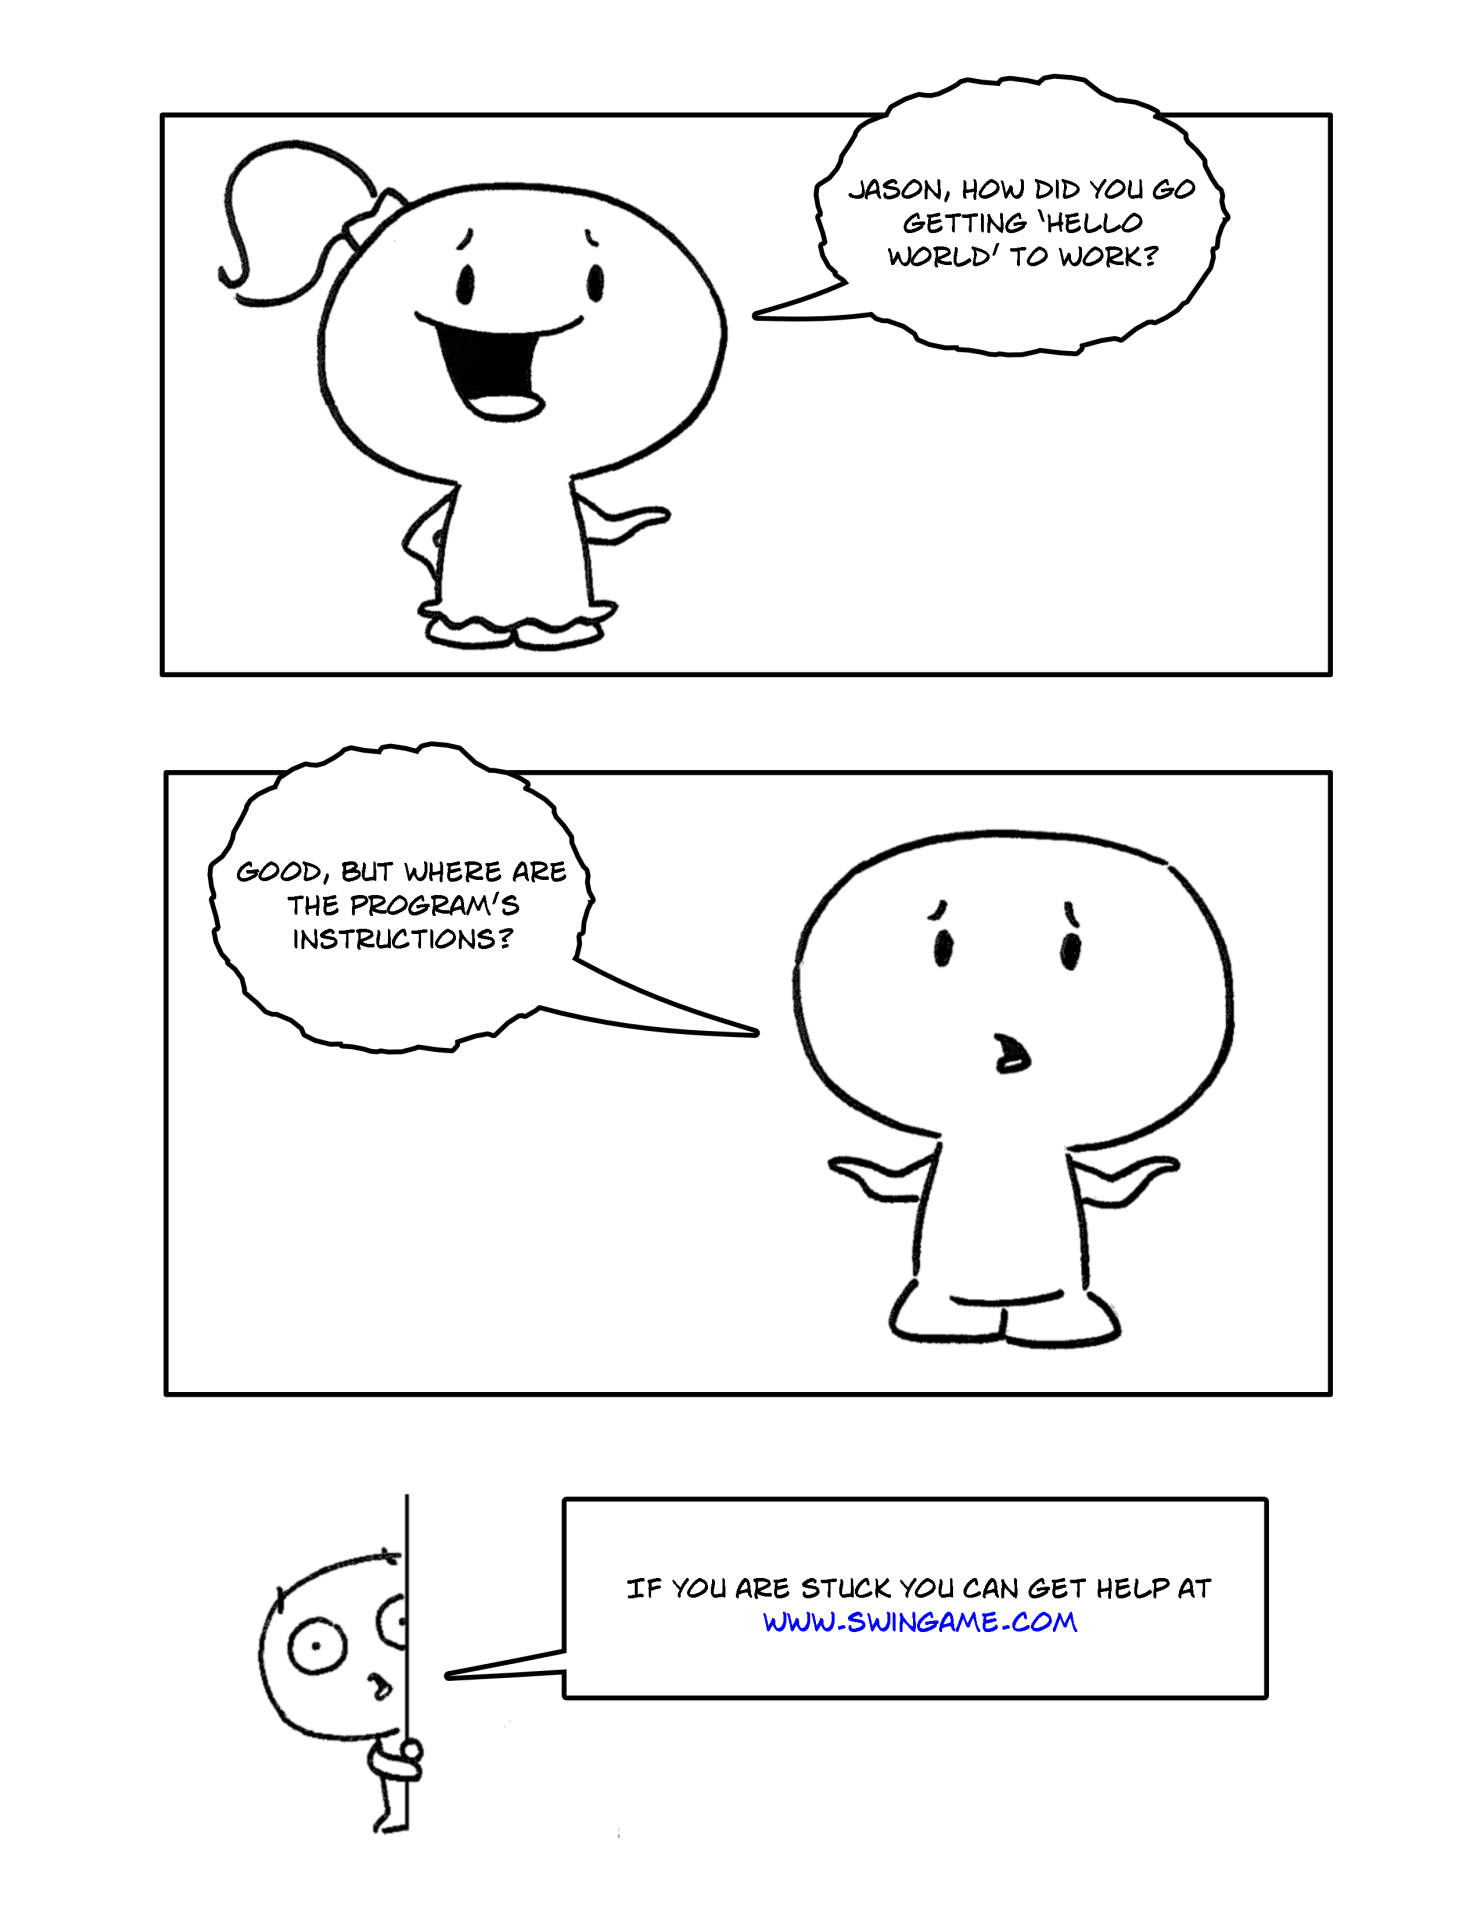 JASON, HOW DID YOU GO
GETTING 'HELLO
WORLD' TO WORK?
GOOD, BUT WHERE ARE
THE PROGRAM'S
INSTRUCTIONS?
IF YOU ARE STUCK YOU CAN GET HELP AT
WWW.SWINGAME.COM